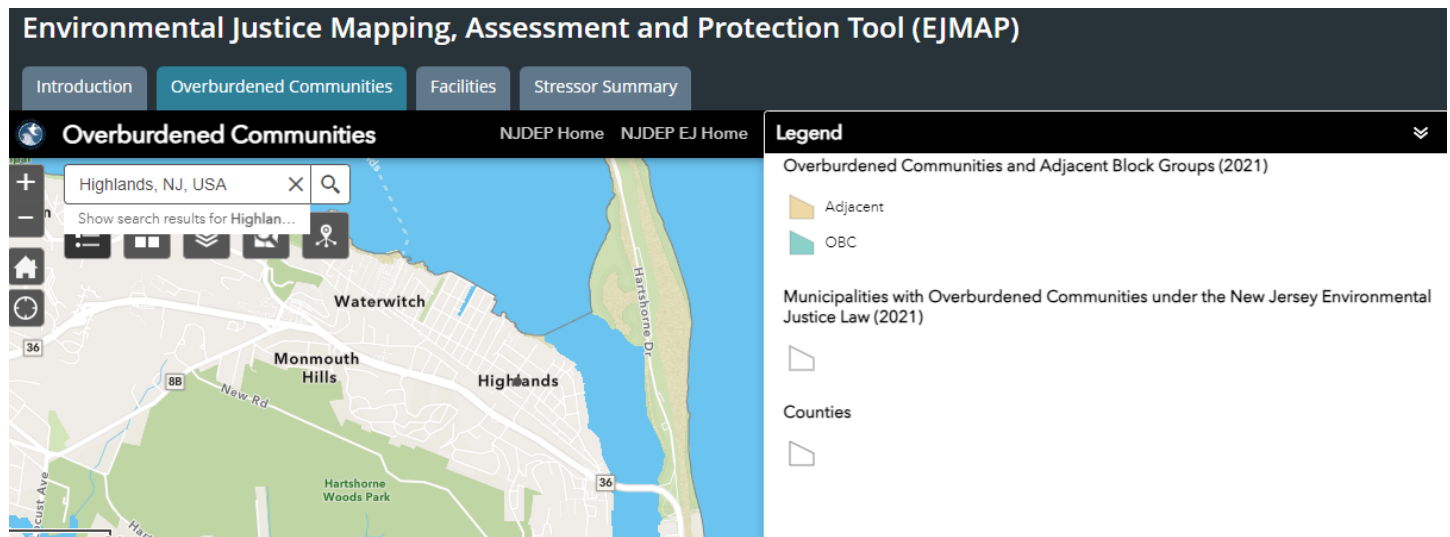 Environmental Justice Mapping, Assessment and Protection Tool (EJMAP)
Introduction
Overburdened Communities
Facilities
Stressor Summary
Overburdened Communities
NJDEP Home
NJDEP EJ Home
Highlands, NJ, USA
Show search results for Highlan...
Waterwitch
Monmouth
Hills
Highlands
36
8B
New Rd
Hartshorne Dr
Hartshorne
Woods Park
36
Legend
Overburdened Communities and Adjacent Block Groups (2021)
Adjacent
OBC
Municipalities with Overburdened Communities under the New Jersey Environmental
Justice Law (2021)
Counties